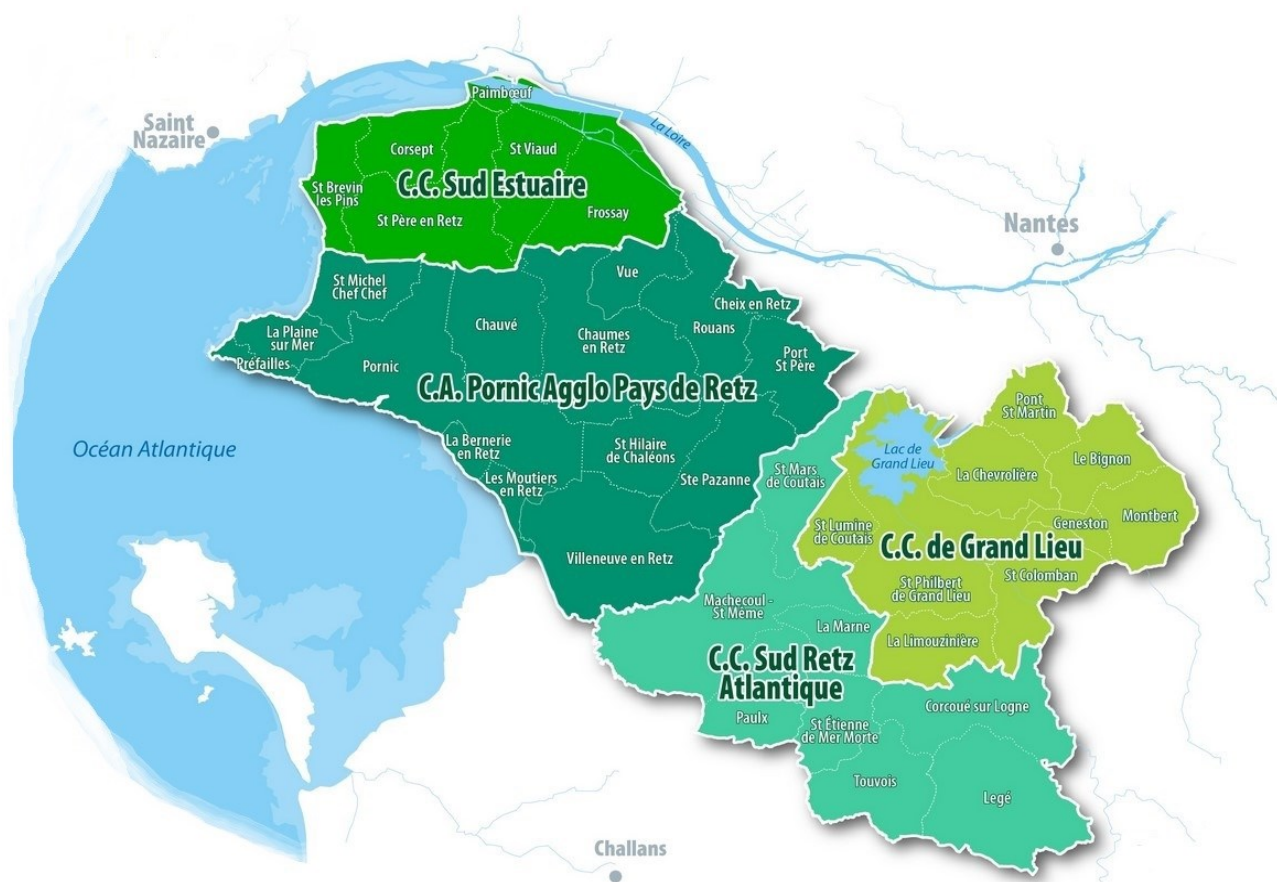 Saint
Nazaire
Paimbœuf
La Loire
Corsept
St Viaud
C.C. Sud Estuaire
St Brevin
les Pins
St Père en Retz
Frossay
Nantes
Vue
St Michel
Chef Chef
Cheix en Retz
La Plaine
sur Mer
Chauvé
Chaumes
en Retz
Rouans
Préfailles
Pornic
Port
St Père
C.A. Pornic Agglo Pays de Retz
Pont
St Martin
Océan Atlantique
La Bernerie
en Retz
St Hilaire
de Chaléons
Lac de
Grand Lieu
Le Bignon
Les Moutiers
en Retz
Ste Pazanne
St Mars
de Coutais
La Chevrolière
St Lumine
de Coutais
Geneston
Montbert
C.C. de Grand Lieu
Villeneuve en Retz
St Philbert
de Grand Lieu
St Colomban
Machecoul -
St Même
La Marne
La Limouzinière
C.C. Sud Retz
Atlantique
Paulx
St Étienne
de Mer Morte
Corcoué sur Logne
Touvois
Legé
Challans